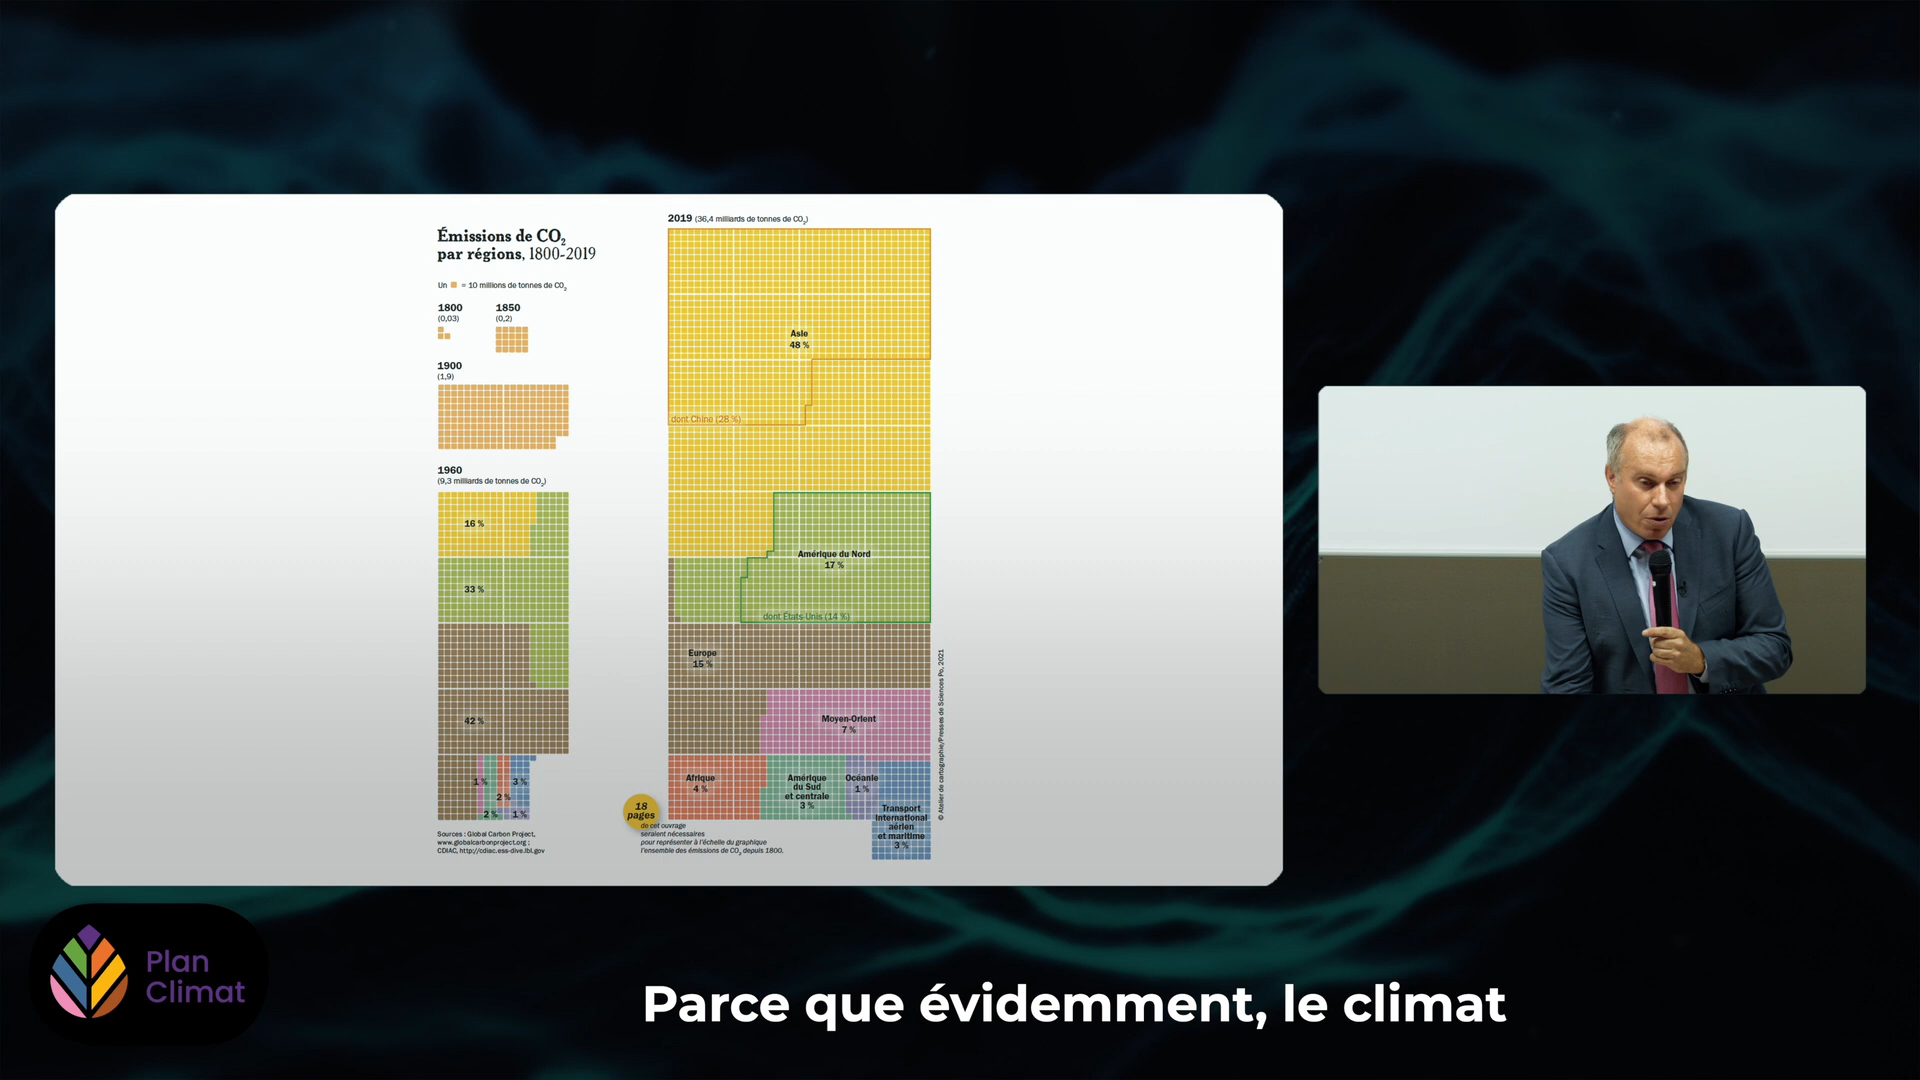 Émissions de CO2
par régions, 1800-2019
Un = 10 millions de tonnes de CO2
1800
(0,03)
1850
(0,2)
1900
(1,9)
1960
(9,3 milliards de tonnes de CO2)
16 %
33 %
42 %
1 %
3 %
2 %
2 %
1 %
Sources : Global Carbon Project,
www.globalcarbonproject.org ;
CDIAC, http://cdiac.ess-dive.lbl.gov
2019 (36,4 milliards de tonnes de CO2)
Asie
48 %
dont Chine (28 %)
Amérique du Nord
17 %
dont États-Unis (14 %)
Europe
15 %
Moyen-Orient
7 %
Afrique
4 %
Amérique
du Sud
et centrale
3 %
Océanie
1 %
Transport
international
aérien
et maritime
3 %
18
pages
de cet ouvrage
seraient nécessaires
pour représenter à l'échelle du graphique
l'ensemble des émissions de CO2 depuis 1800.
© Atelier de cartographie/Presses de Sciences Po, 2021
Plan
Climat
Parce que évidemment, le climat